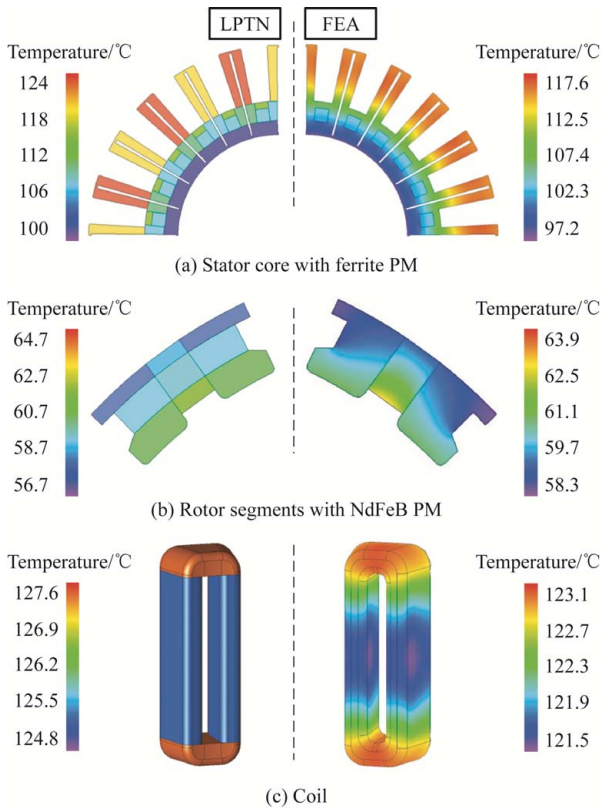 LPTN
FEA
Temperature/℃
124
118
112
106
100
Temperature/℃
117.6
112.5
107.4
102.3
97.2
(a) Stator core with ferrite PM
Temperature/℃
64.7
62.7
60.7
58.7
56.7
Temperature/℃
63.9
62.5
61.1
59.7
58.3
(b) Rotor segments with NdFeB PM
Temperature/℃
127.6
126.9
126.2
125.5
124.8
Temperature/℃
123.1
122.7
122.3
121.9
121.5
(c) Coil